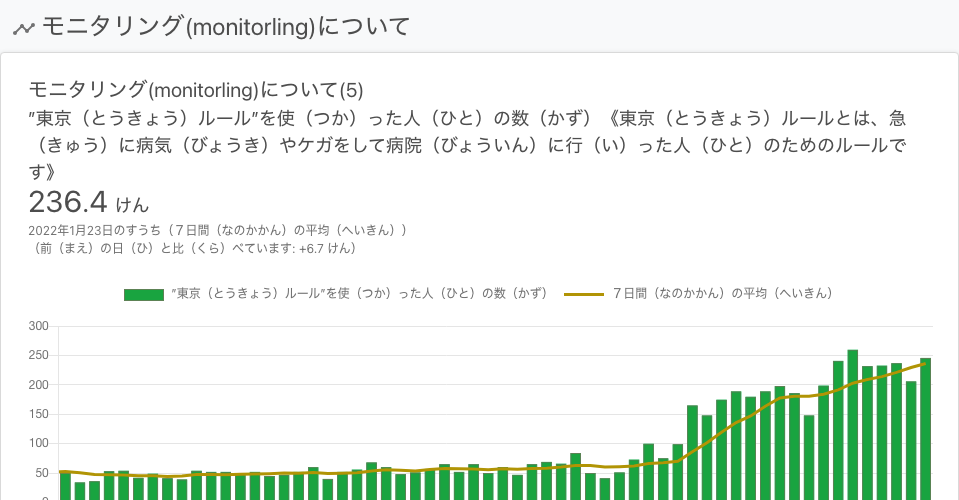 モニタリング(monitorling)について
モニタリング(monitorling)について(5)
”東京（とうきょう）ルール”を使（つか）った人（ひと）の数（かず）《東京（とうきょう）ルールとは、急
（きゅう）に病気（びょうき）やケガをして病院（びょういん）に行（い）った人（ひと）のためのルールで
す》
236.4 けん
2022年1月23日のすうち（７日間（なのかかん）の平均（へいきん））
（前（まえ）の日（ひ）と比（くら）べています: +6.7 けん）
”東京（とうきょう）ルール”を使（つか）った人（ひと）の数（かず） ７日間（なのかかん）の平均（へいきん）
300
250
200
150
100
50
0